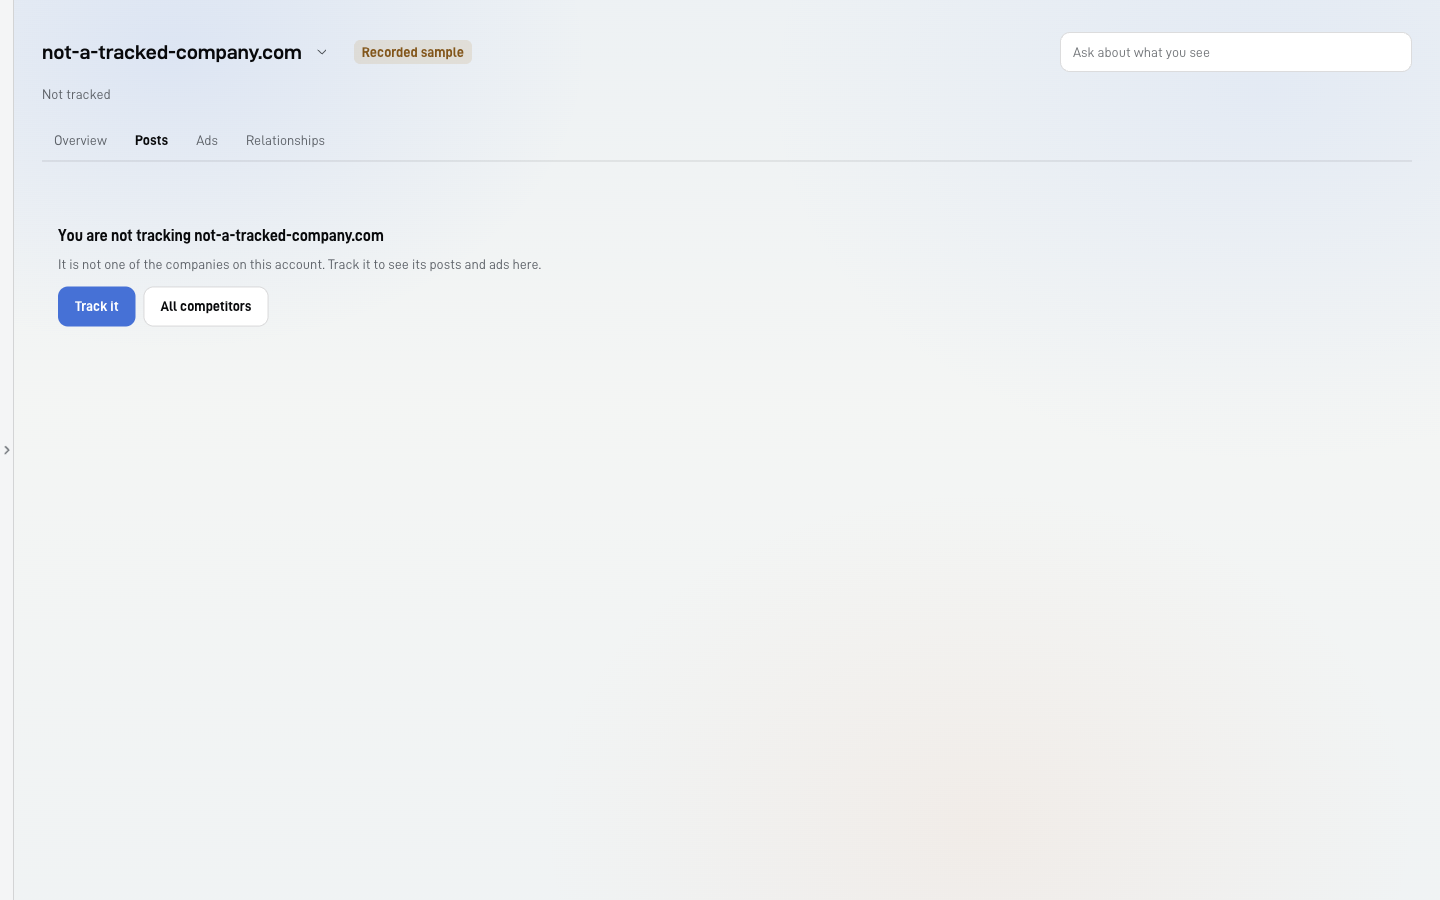 not-a-tracked-company.com
Recorded sample
Ask about what you see
Not tracked
Overview
Posts
Ads
Relationships
You are not tracking not-a-tracked-company.com
It is not one of the companies on this account. Track it to see its posts and ads here.
Track it
All competitors